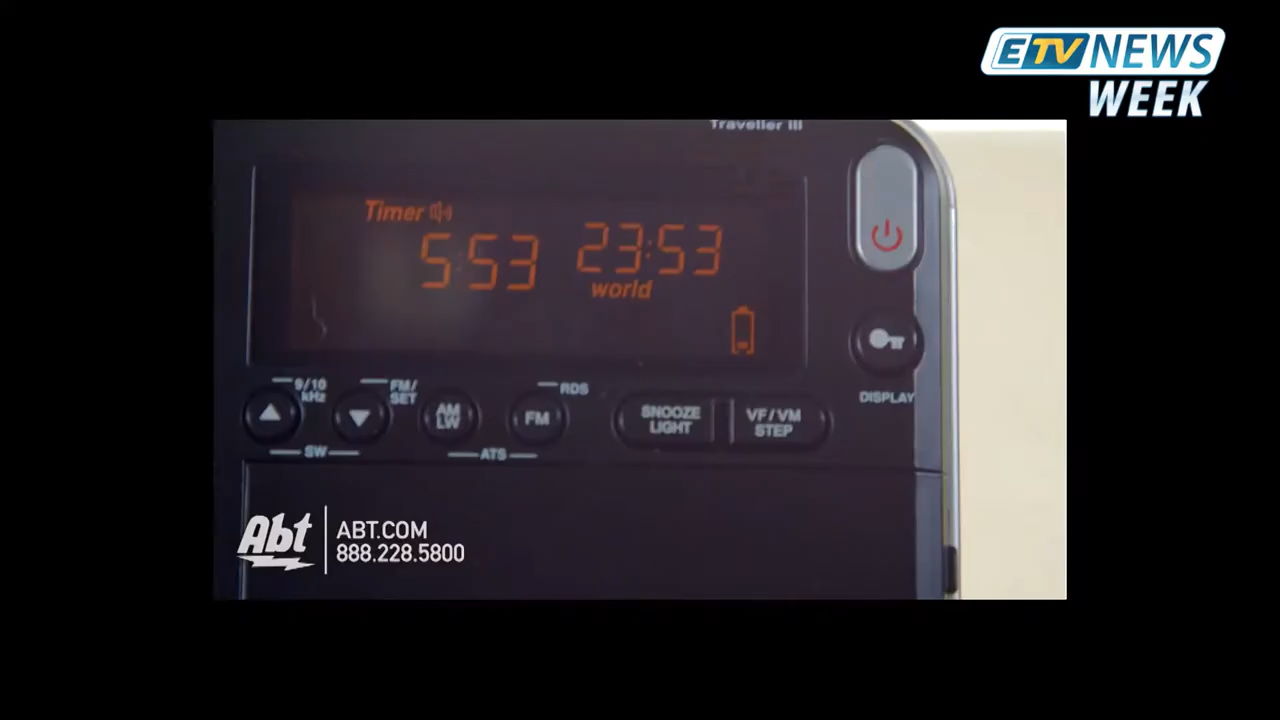 ETV NEWS
WEEK
Traveller III
Timer
5:53 23:53
world
9/10
kHz
FM/
SET
AM
LW
RDS
FM
SNOOZE
LIGHT
VF/VM
STEP
DISPLAY
SW
ATS
Abt
ABT.COM
888.228.5800